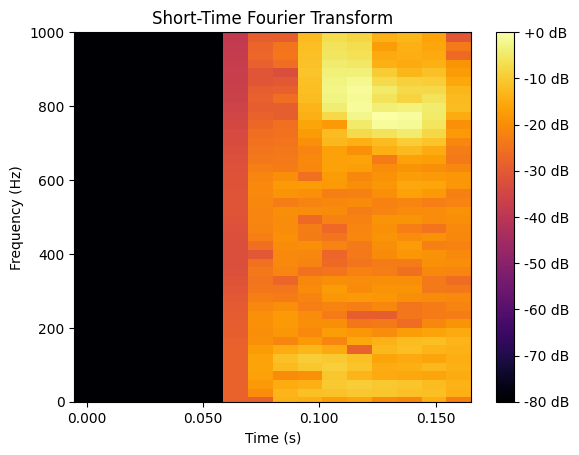 Short-Time Fourier Transform
1000
800
600
400
200
0
Frequency (Hz)
0.000
0.050
0.100
0.150
Time (s)
+0 dB
-10 dB
-20 dB
-30 dB
-40 dB
-50 dB
-60 dB
-70 dB
-80 dB